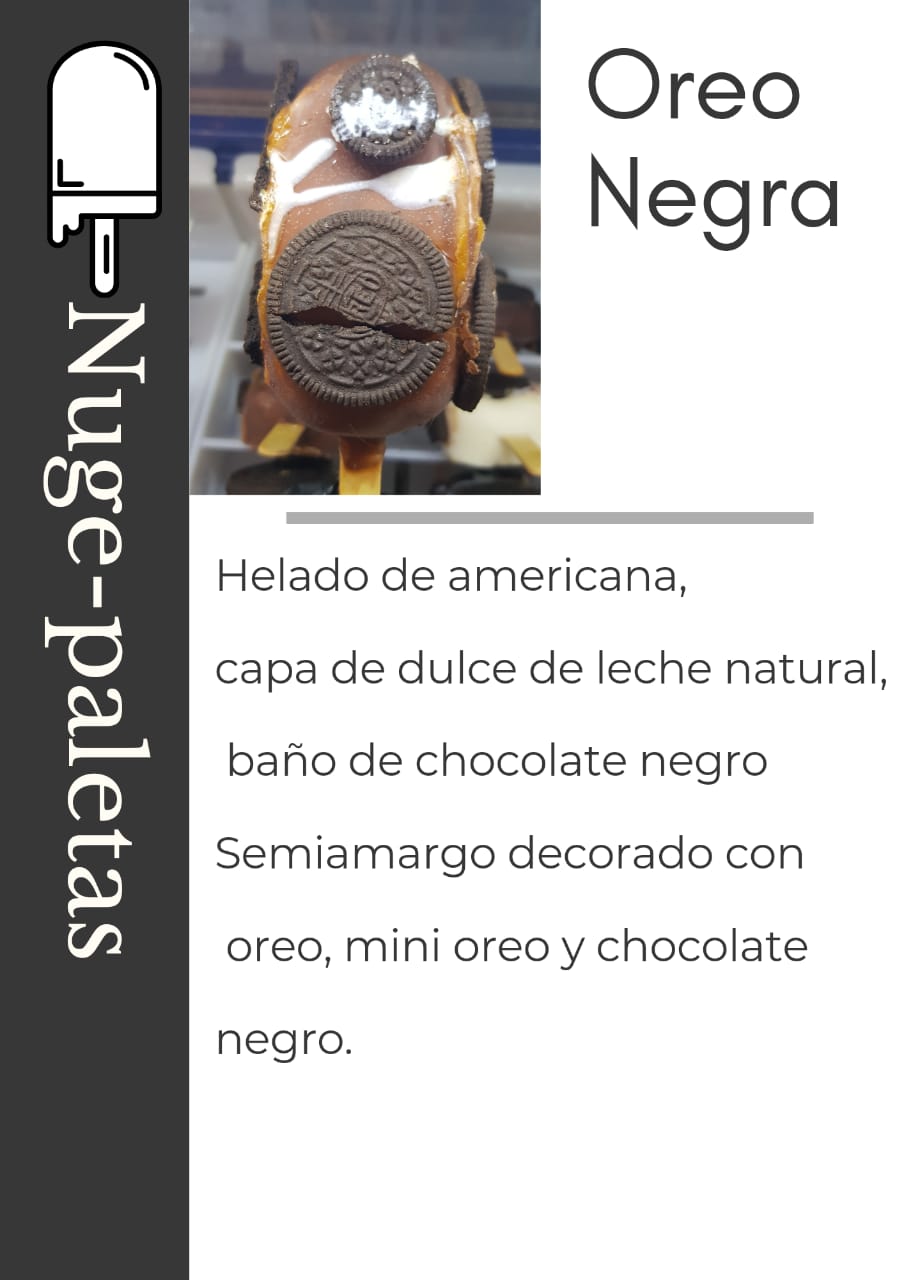 Nuge-paletas
Oreo
Negra
Helado de americana,
capa de dulce de leche natural,
baño de chocolate negro
Semiamargo decorado con
oreo, mini oreo y chocolate
negro.